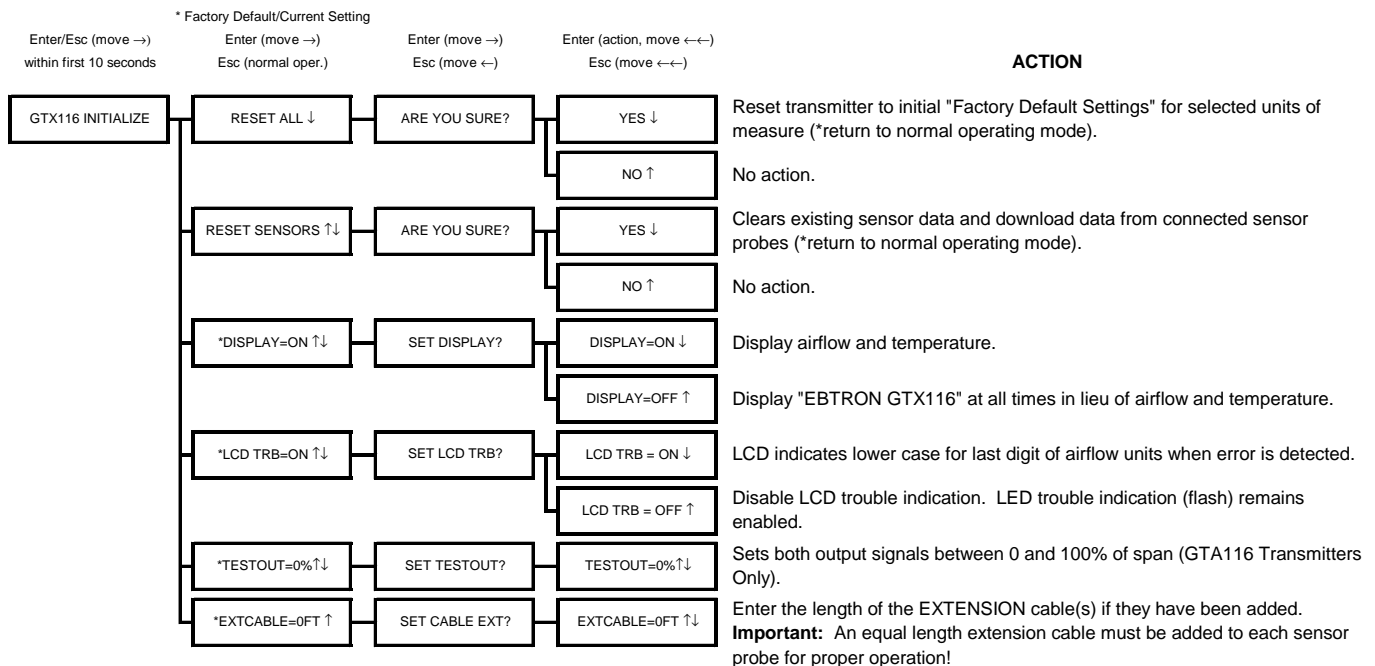 * Factory Default/Current Setting
Enter/Esc (move →)
within first 10 seconds
Enter (move →)
Esc (normal oper.)
Enter (move →)
Esc (move ←)
Enter (action, move ←←)
Esc (move ←←)
ACTION
GTX116 INITIALIZE
RESET ALL ↓
ARE YOU SURE?
YES ↓
Reset transmitter to initial "Factory Default Settings" for selected units of
measure (*return to normal operating mode).
NO ↑
No action.
RESET SENSORS ↑↓
ARE YOU SURE?
YES ↓
Clears existing sensor data and download data from connected sensor
probes (*return to normal operating mode).
NO ↑
No action.
*DISPLAY=ON ↑↓
SET DISPLAY?
DISPLAY=ON ↓
Display airflow and temperature.
DISPLAY=OFF ↑
Display "EBTRON GTX116" at all times in lieu of airflow and temperature.
*LCD TRB=ON ↑↓
SET LCD TRB?
LCD TRB = ON ↓
LCD indicates lower case for last digit of airflow units when error is detected.
LCD TRB = OFF ↑
Disable LCD trouble indication. LED trouble indication (flash) remains
enabled.
*TESTOUT=0%↑↓
SET TESTOUT?
TESTOUT=0%↑↓
Sets both output signals between 0 and 100% of span (GTA116 Transmitters
Only).
*EXTCABLE=0FT ↑
SET CABLE EXT?
EXTCABLE=0FT ↑↓
Enter the length of the EXTENSION cable(s) if they have been added.
Important: An equal length extension cable must be added to each sensor
probe for proper operation!